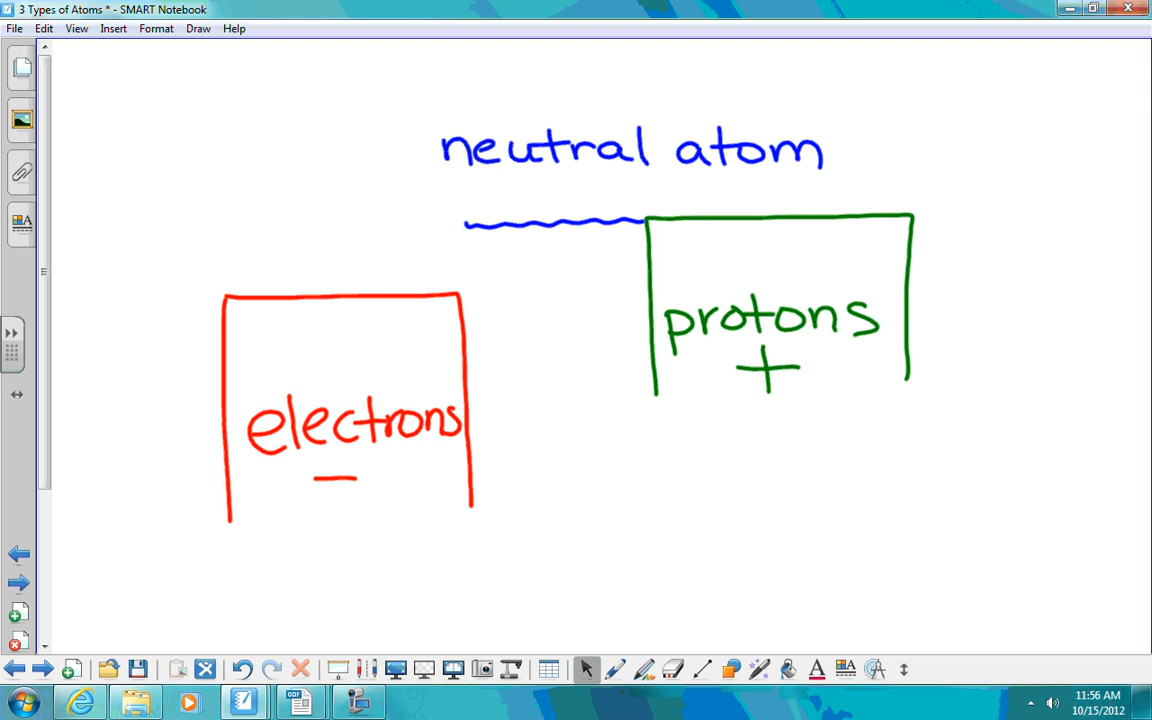 3 Types of Atoms * - SMART Notebook
File Edit View Insert Format Draw Help
neutral atom
protons
+
electrons
−
11:56 AM
10/15/2012